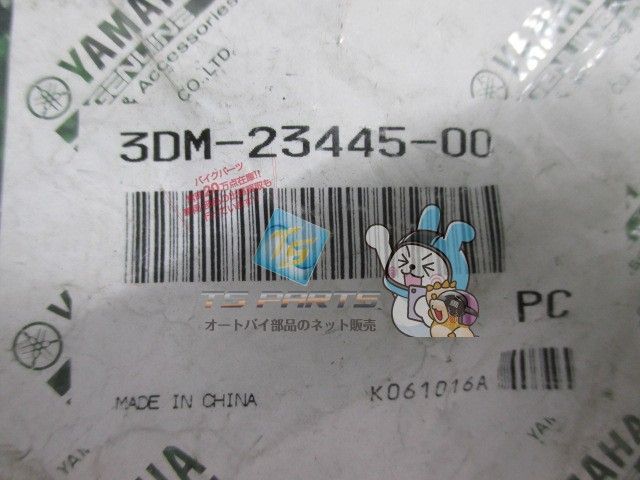 YAMAHA
GENUINE
& Accessories
CO.,LTD.
3DM-23445-00
バイクパーツ
TS
TS PARTS
オートバイ部品のネット販売
PC
MADE IN CHINA
K061016A
YAMAHA